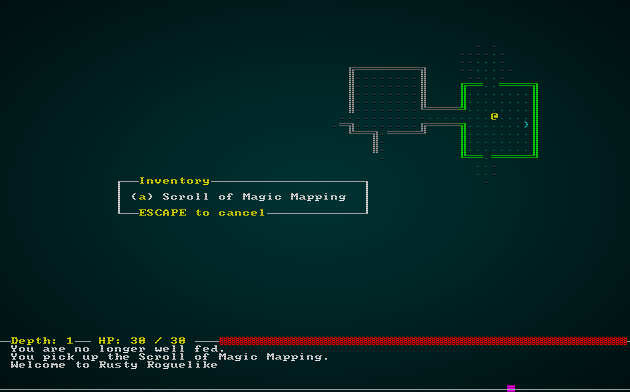 Inventory
(a) Scroll of Magic Mapping
ESCAPE to cancel
Depth: 1 HP: 30 / 30
You are no longer well fed.
You pick up the Scroll of Magic Mapping.
Welcome to Rusty Roguelike